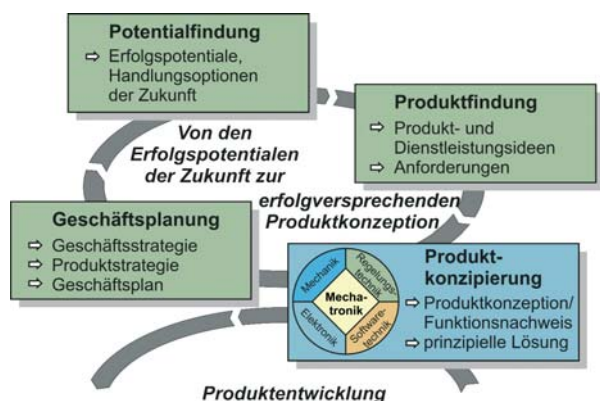 Potentialfindung
⇨ Erfolgspotentiale,
Handlungsoptionen
der Zukunft
Produktfindung
⇨ Produkt- und
Dienstleistungsideen
⇨ Anforderungen
Von den
Erfolgspotentialen
der Zukunft zur
erfolgversprechenden
Produktkonzeption
Geschäftsplanung
⇨ Geschäftsstrategie
⇨ Produktstrategie
⇨ Geschäftsplan
Mechanik
Regelungs-
technik
Mecha-
tronik
Elektronik
Software-
technik
Produkt-
konzipierung
⇨ Produktkonzeption/
Funktionsnachweis
⇨ prinzipielle Lösung
Produktentwicklung